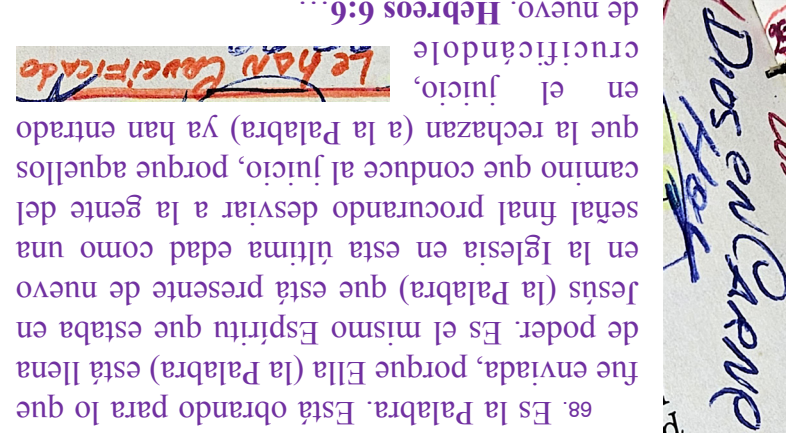 68. Es la Palabra. Está obrando para lo que
fue enviada, porque Ella (la Palabra) está llena
de poder. Es el mismo Espíritu que estaba en
Jesús (la Palabra) que está presente de nuevo
en la Iglesia en esta última edad como una
señal final procurando desviar a la gente del
camino que conduce al juicio, porque aquellos
que la rechazan (a la Palabra) ya han entrado
en el juicio,
crucificándole
Le han Crucificado
de nuevo. Hebreos 6:6…
Dios en Carne
Hoy